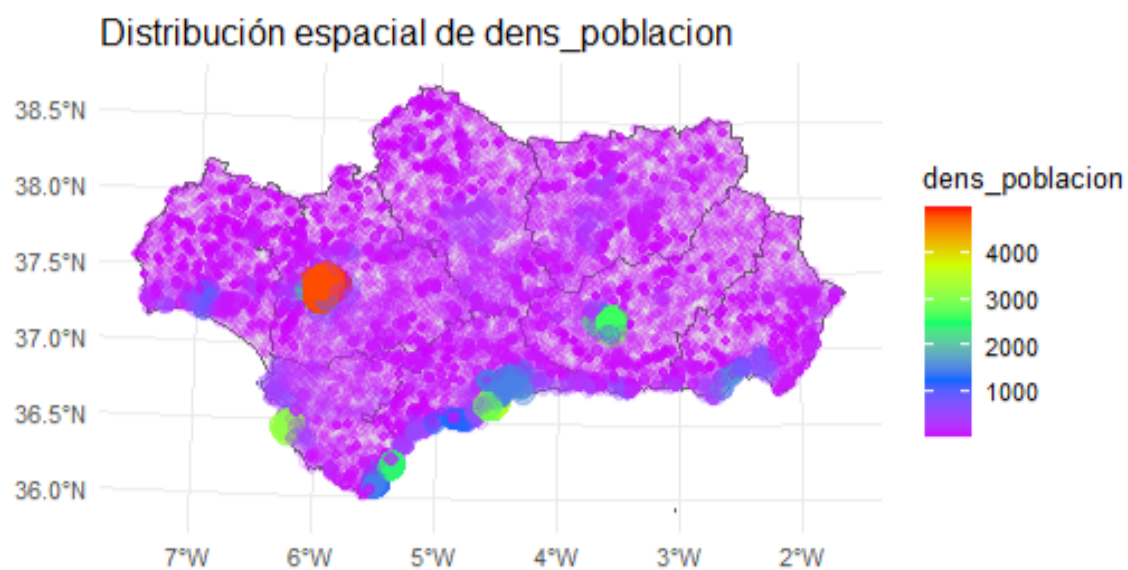 Distribución espacial de dens_poblacion
38.5°N
38.0°N
37.5°N
37.0°N
36.5°N
36.0°N
7°W 6°W 5°W 4°W 3°W 2°W
dens_poblacion
4000
3000
2000
1000